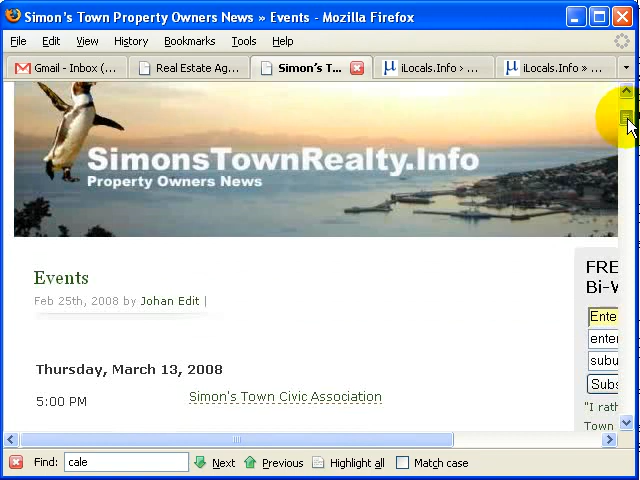 Simon's Town Property Owners News » Events - Mozilla Firefox
File Edit View History Bookmarks Tools Help
Gmail - Inbox (... Real Estate Ag... Simon's T... iLocals.Info › ... iLocals.Info » ...
SimonsTownRealty.Info
Property Owners News
FREE
Bi-W
Events
Feb 25th, 2008 by Johan Edit |
Ente
enter
subu
Subs
Thursday, March 13, 2008
5:00 PM Simon's Town Civic Association
"I rath
Town
Find: cale Next Previous Highlight all Match case